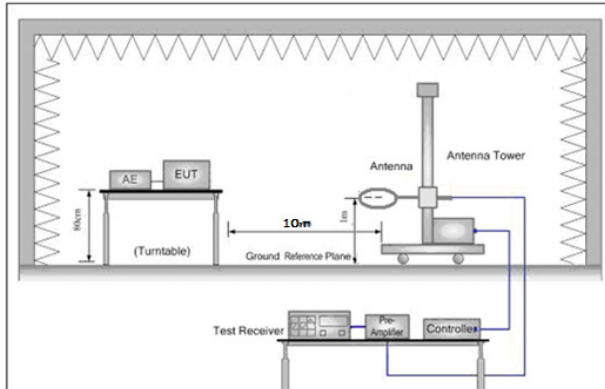 Antenna
Antenna Tower
AE
EUT
80cm
10m
1m
(Turntable)
Ground Reference Plane
Test Receiver
Pre-
Amplifier
Controller